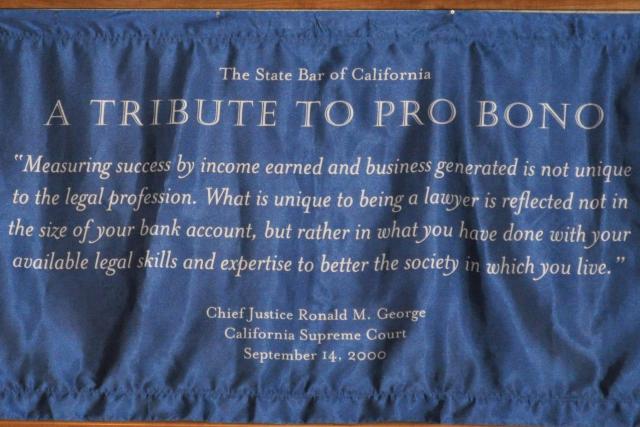 The State Bar of California
A TRIBUTE TO PRO BONO
"Measuring success by income earned and business generated is not unique
to the legal profession. What is unique to being a lawyer is reflected not in
the size of your bank account, but rather in what you have done with your
available legal skills and expertise to better the society in which you live."
Chief Justice Ronald M. George
California Supreme Court
September 14, 2000